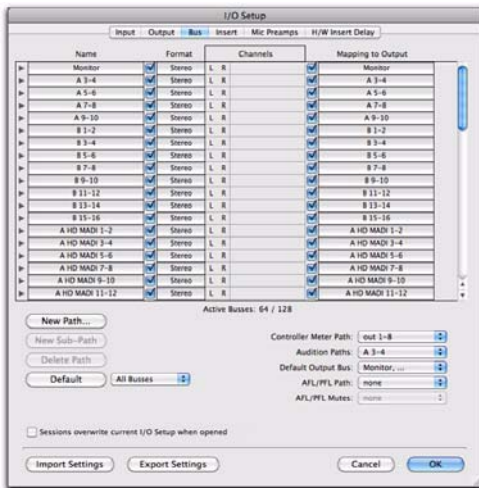 I/O Setup
Input Output Bus Insert Mic Preamps H/W Insert Delay
Name Format Channels Mapping to Output
Monitor Stereo L R Monitor
A 3-4 Stereo L R A 3-4
A 5-6 Stereo L R A 5-6
A 7-8 Stereo L R A 7-8
A 9-10 Stereo L R A 9-10
B 1-2 Stereo L R B 1-2
B 3-4 Stereo L R B 3-4
B 5-6 Stereo L R B 5-6
B 7-8 Stereo L R B 7-8
B 9-10 Stereo L R B 9-10
B 11-12 Stereo L R B 11-12
B 13-14 Stereo L R B 13-14
B 15-16 Stereo L R B 15-16
A HD MADI 1-2 Stereo L R A HD MADI 1-2
A HD MADI 3-4 Stereo L R A HD MADI 3-4
A HD MADI 5-6 Stereo L R A HD MADI 5-6
A HD MADI 7-8 Stereo L R A HD MADI 7-8
A HD MADI 9-10 Stereo L R A HD MADI 9-10
A HD MADI 11-12 Stereo L R A HD MADI 11-12
Active Busses: 64 / 128
New Path...
New Sub-Path
Delete Path
Default All Busses
Controller Meter Path: out 1-8
Audition Paths: A 3-4
Default Output Bus: Monitor, ...
AFL/PFL Path: none
AFL/PFL Mutes: none
Sessions overwrite current I/O Setup when opened
Import Settings Export Settings Cancel OK